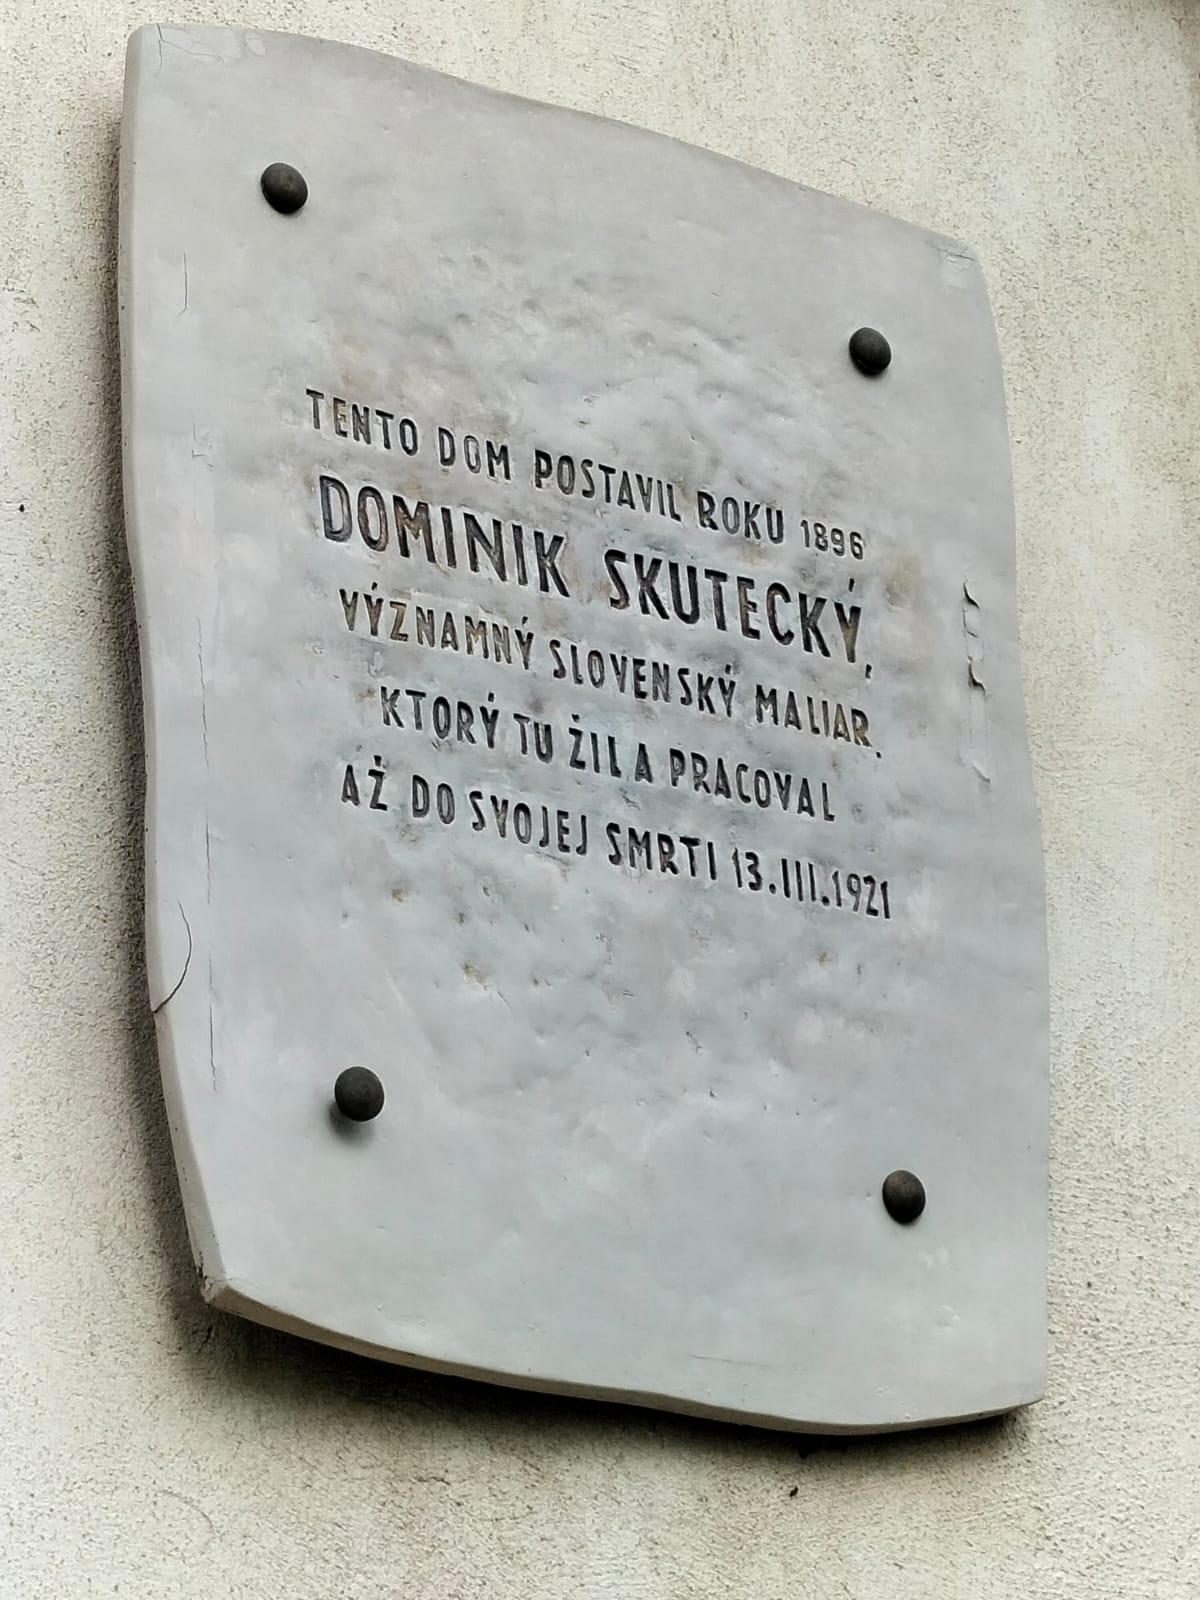 TENTO DOM POSTAVIL ROKU 1896
DOMINIK SKUTECKÝ,
VÝZNAMNÝ SLOVENSKÝ MALIAR,
KTORÝ TU ŽIL A PRACOVAL
AŽ DO SVOJEJ SMRTI 13.III.1921